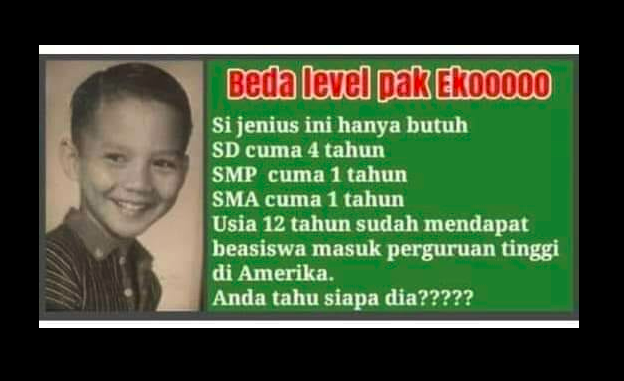 Beda level pak Ekooooo
Si jenius ini hanya butuh
SD cuma 4 tahun
SMP cuma 1 tahun
SMA cuma 1 tahun
Usia 12 tahun sudah mendapat
beasiswa masuk perguruan tinggi
di Amerika.
Anda tahu siapa dia?????